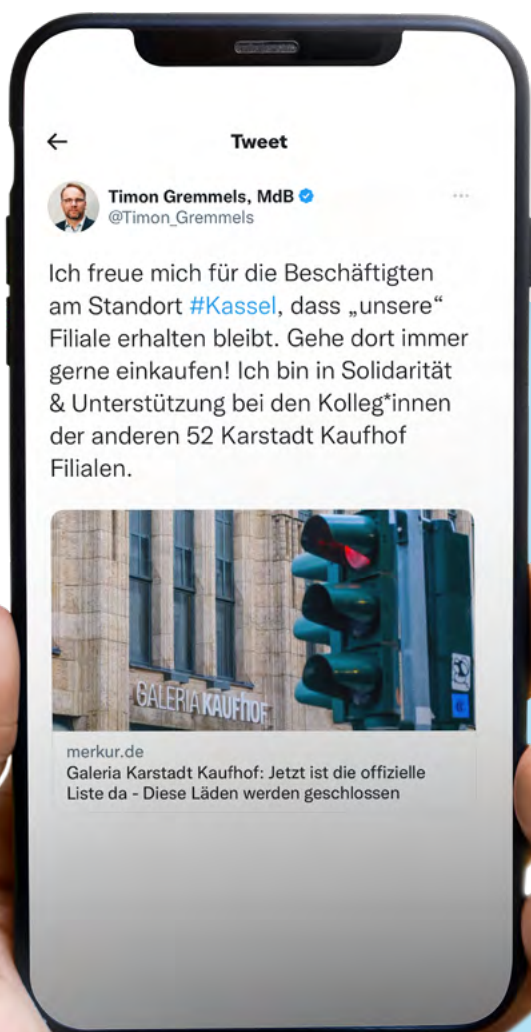 Tweet
Timon Gremmels, MdB
@Timon_Gremmels
Ich freue mich für die Beschäftigten
am Standort #Kassel, dass „unsere“
Filiale erhalten bleibt. Gehe dort immer
gerne einkaufen! Ich bin in Solidarität
& Unterstützung bei den Kolleg*innen
der anderen 52 Karstadt Kaufhof
Filialen.
GALERIA KAUFHOF
merkur.de
Galeria Karstadt Kaufhof: Jetzt ist die offizielle
Liste da - Diese Läden werden geschlossen